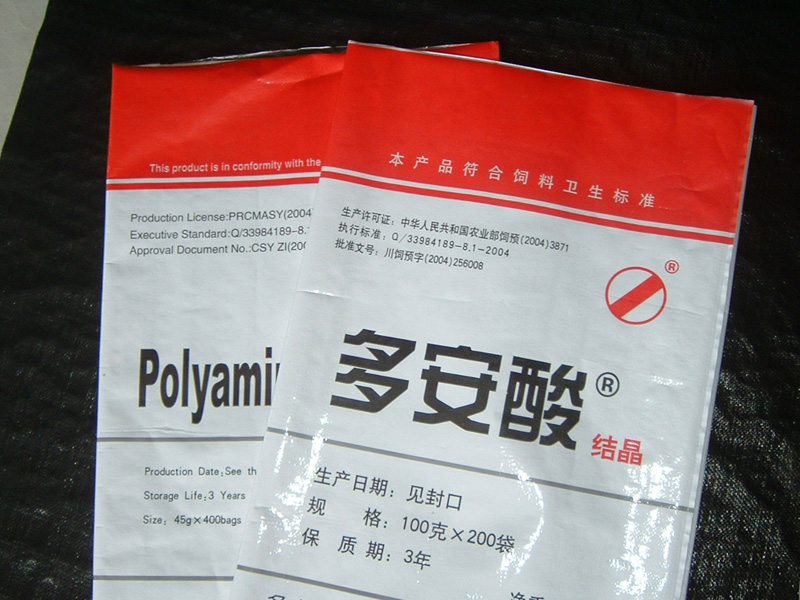 This product is in conformity with the
Production License:PRCMASY(2004
Executive Standard:Q/33984189-8.1
Approval Document No.:CSY ZI(200
Polyami
Production Date:See th
Storage Life:3 Years
Size: 45g×400bags
本产品符合饲料卫生标准
生产许可证: 中华人民共和国农业部饲预(2004)3871
执行标准: Q/33984189-8.1-2004
批准文号: 川饲预字(2004)256008
®
多安酸®
结晶
生产日期: 见封口
规 格: 100克×200袋
保 质 期: 3年